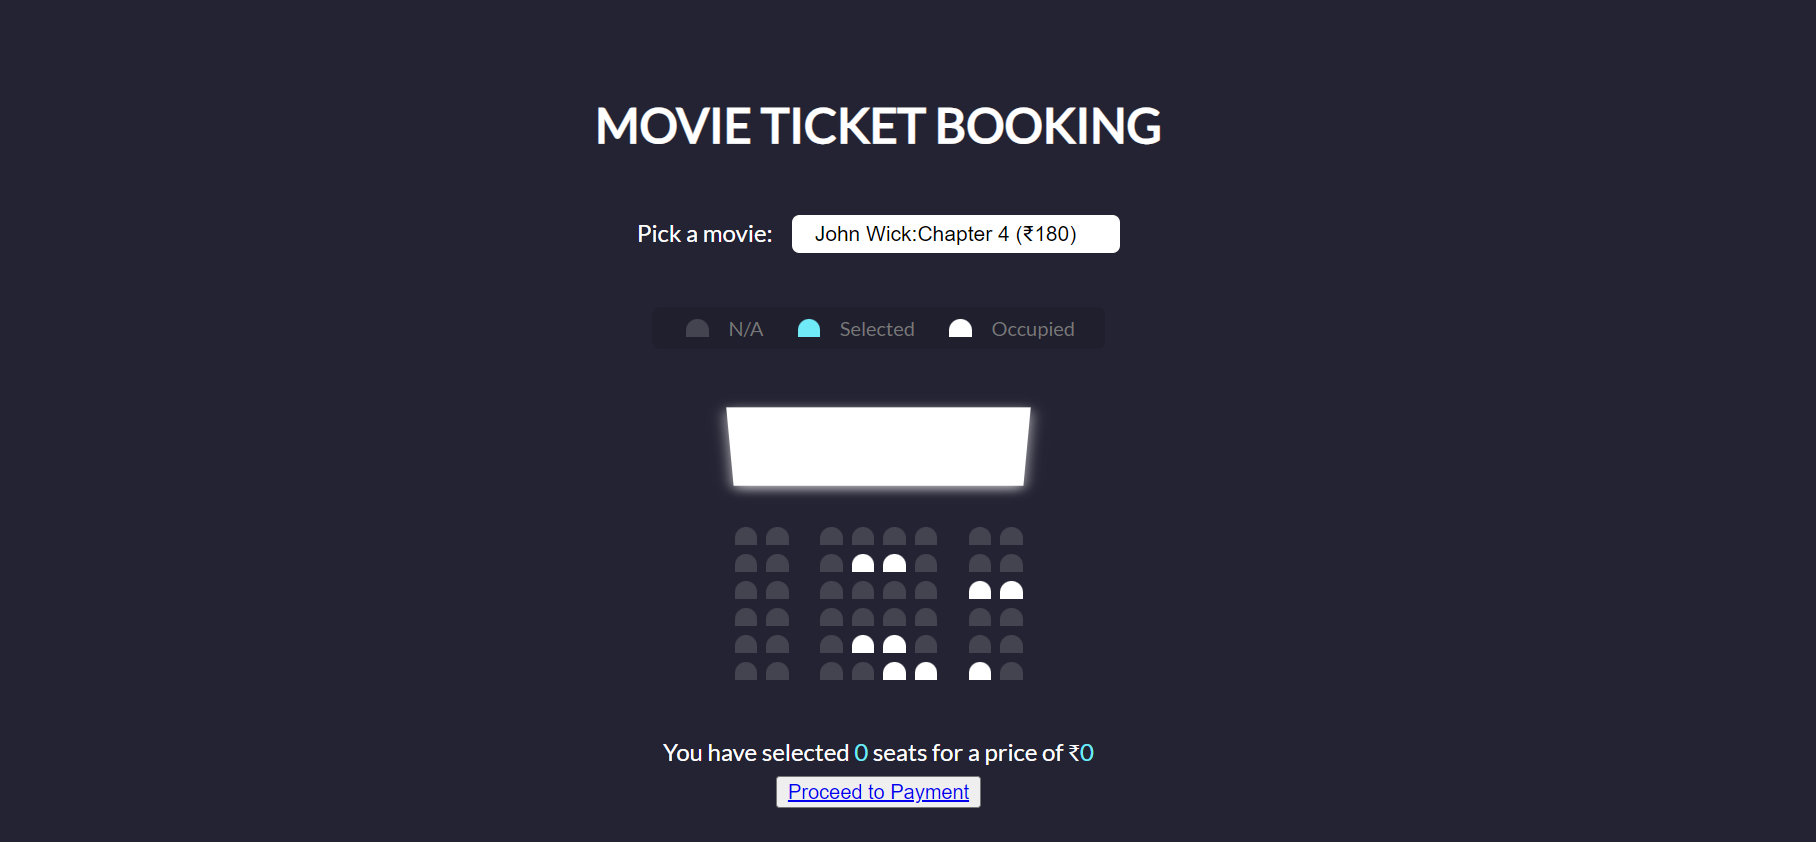 MOVIE TICKET BOOKING
Pick a movie: John Wick:Chapter 4 (₹180)
N/A Selected Occupied
You have selected 0 seats for a price of ₹0
Proceed to Payment